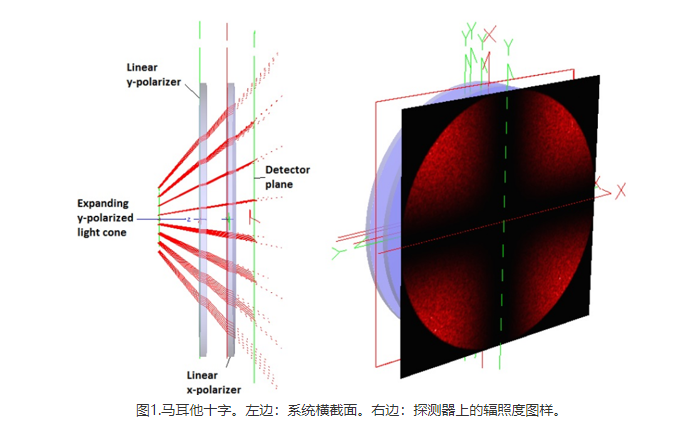 Linear
y-polarizer
Detector
plane
Expanding
y-polarized
light cone
z
Linear
x-polarizer
Y
Y
X
Y
Y
X
X
Y
图1.马耳他十字。左边：系统横截面。右边：探测器上的辐照度图样。